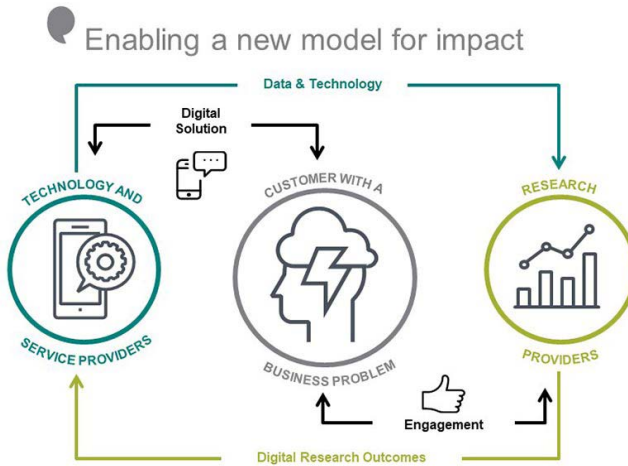 Enabling a new model for impact
Data & Technology
Digital
Solution
TECHNOLOGY AND
SERVICE PROVIDERS
CUSTOMER WITH A
BUSINESS PROBLEM
RESEARCH
PROVIDERS
Engagement
Digital Research Outcomes